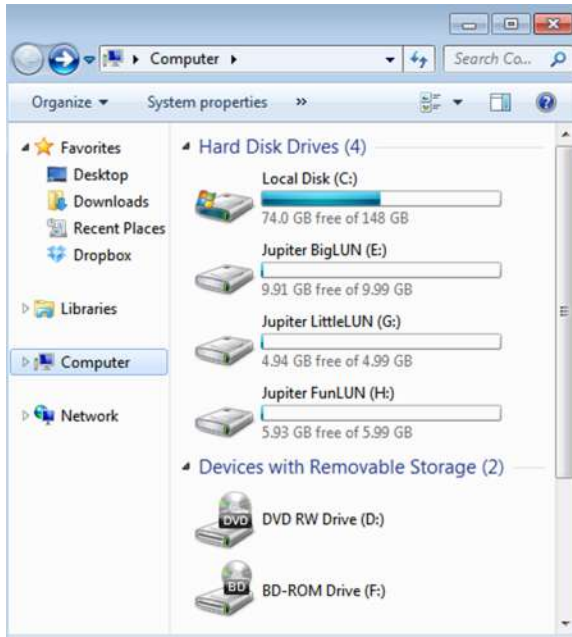 Computer
Search Co...
Organize
System properties
»
Favorites
Desktop
Downloads
Recent Places
Dropbox
Libraries
Computer
Network
Hard Disk Drives (4)
Local Disk (C:)
74.0 GB free of 148 GB
Jupiter BigLUN (E:)
9.91 GB free of 9.99 GB
Jupiter LittleLUN (G:)
4.94 GB free of 4.99 GB
Jupiter FunLUN (H:)
5.93 GB free of 5.99 GB
Devices with Removable Storage (2)
DVD
DVD RW Drive (D:)
BD
BD-ROM Drive (F:)